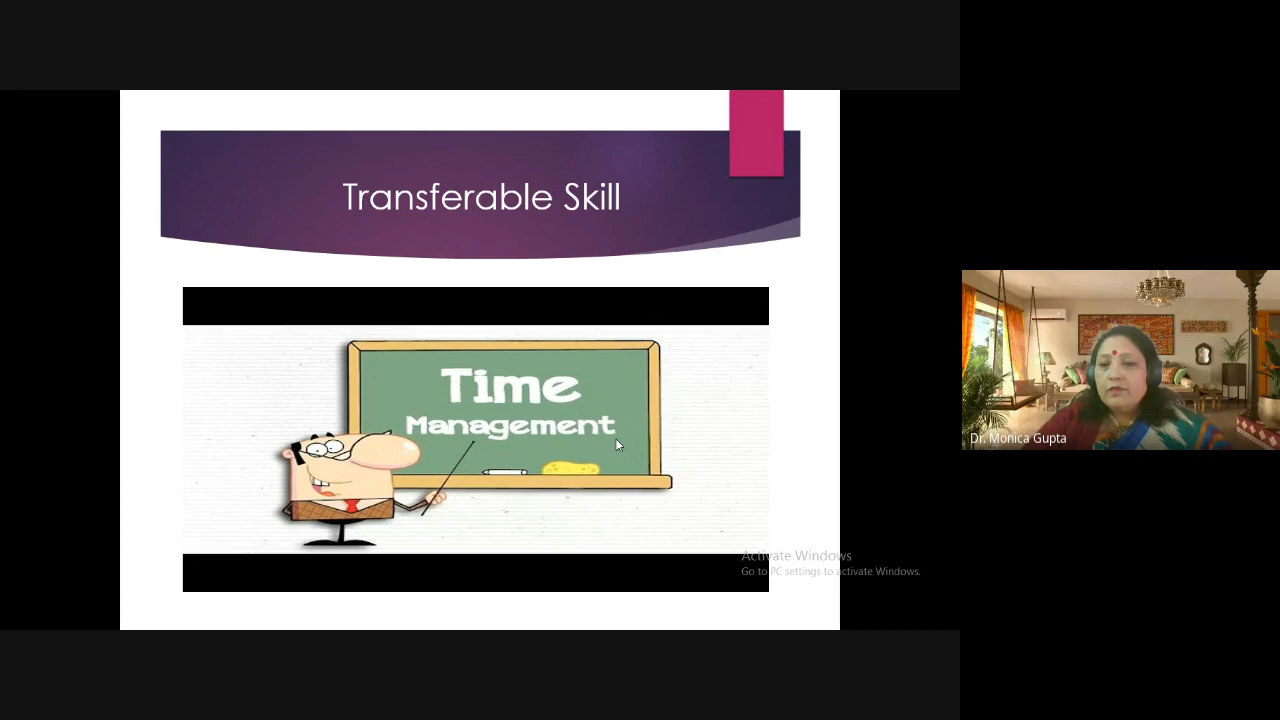 Transferable Skill
Time
Management
Activate Windows
Go to PC settings to activate Windows.
Dr. Monica Gupta